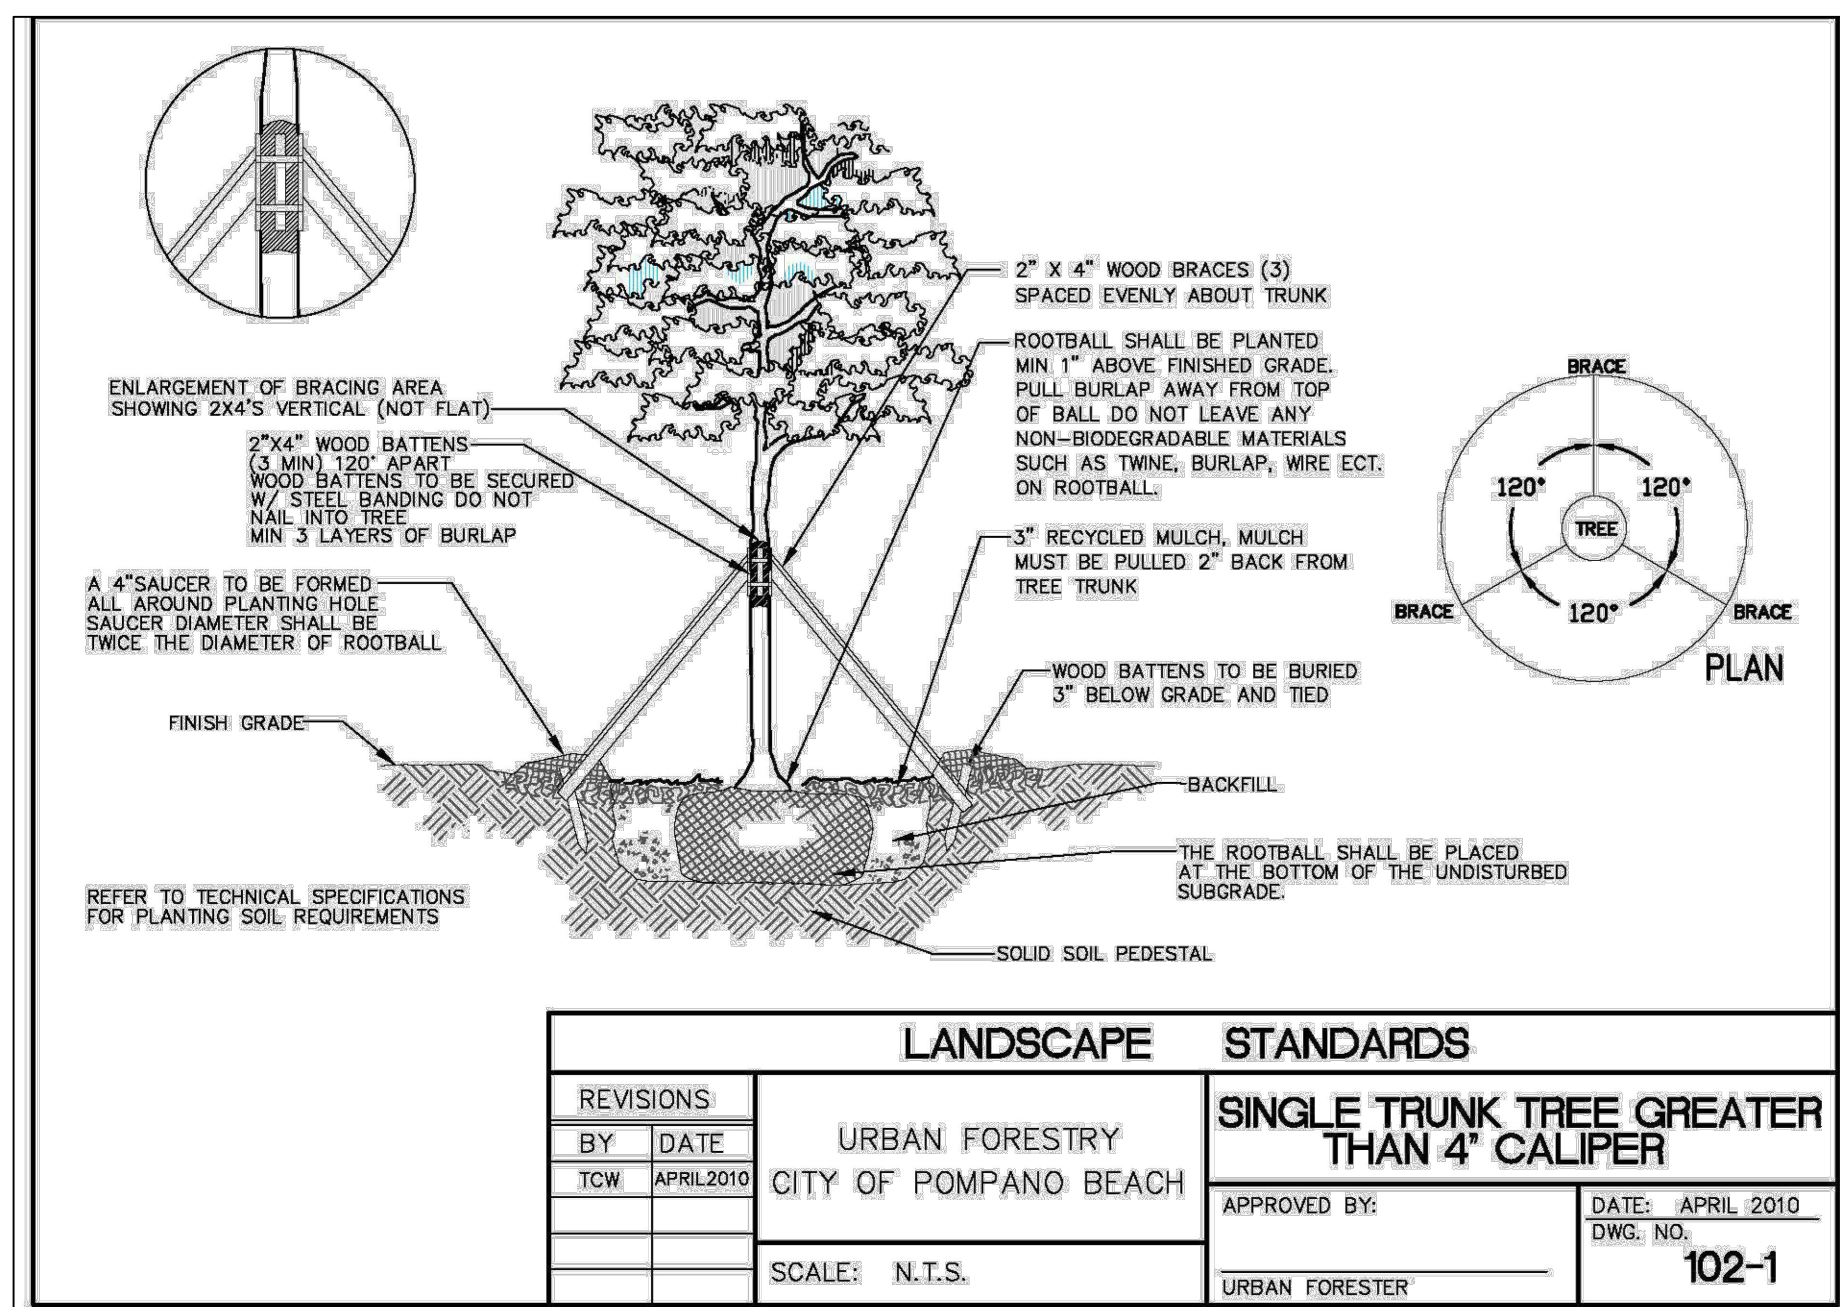 ENLARGEMENT OF BRACING AREA
SHOWING 2X4'S VERTICAL (NOT FLAT)
2"X4" WOOD BATTENS
(3 MIN) 120° APART
WOOD BATTENS TO BE SECURED
W/ STEEL BANDING DO NOT
NAIL INTO TREE
MIN 3 LAYERS OF BURLAP
A 4"SAUCER TO BE FORMED
ALL AROUND PLANTING HOLE
SAUCER DIAMETER SHALL BE
TWICE THE DIAMETER OF ROOTBALL
FINISH GRADE
REFER TO TECHNICAL SPECIFICATIONS
FOR PLANTING SOIL REQUIREMENTS
2" X 4" WOOD BRACES (3)
SPACED EVENLY ABOUT TRUNK
ROOTBALL SHALL BE PLANTED
MIN 1" ABOVE FINISHED GRADE.
PULL BURLAP AWAY FROM TOP
OF BALL DO NOT LEAVE ANY
NON-BIODEGRADABLE MATERIALS
SUCH AS TWINE, BURLAP, WIRE ECT.
ON ROOTBALL.
3" RECYCLED MULCH, MULCH
MUST BE PULLED 2" BACK FROM
TREE TRUNK
WOOD BATTENS TO BE BURIED
3" BELOW GRADE AND TIED
BACKFILL
THE ROOTBALL SHALL BE PLACED
AT THE BOTTOM OF THE UNDISTURBED
SUBGRADE.
SOLID SOIL PEDESTAL
BRACE
120° 120°
TREE
BRACE 120° BRACE
PLAN
LANDSCAPE STANDARDS
REVISIONS
BY DATE
TCW APRIL2010
URBAN FORESTRY
CITY OF POMPANO BEACH
SCALE: N.T.S.
SINGLE TRUNK TREE GREATER
THAN 4" CALIPER
APPROVED BY:
URBAN FORESTER
DATE: APRIL 2010
DWG. NO.
102-1